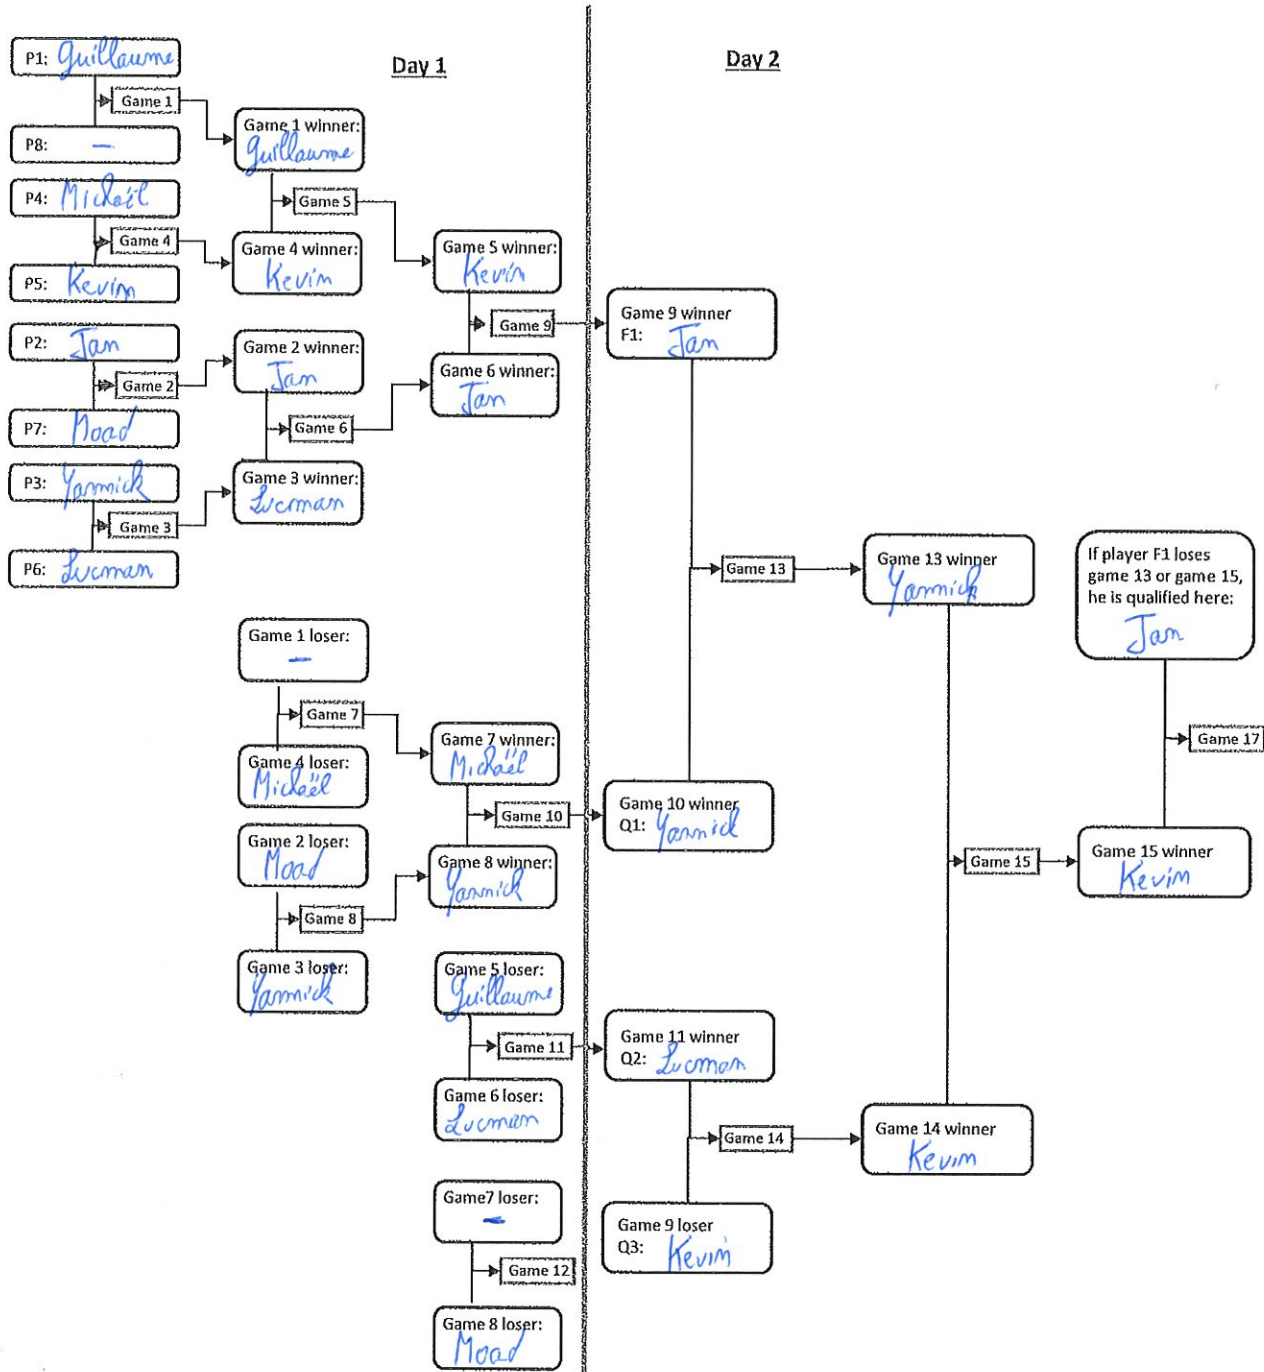 Day 1
Day 2
P1: Guillaume
Game 1
P8: -
Game 1 winner:
Guillaume
P4: Michaël
Game 4
P5: Kevin
Game 5
Game 4 winner:
Kevin
Game 5 winner:
Kevin
P2: Jan
Game 2
P7: Moad
Game 2 winner:
Jan
Game 9
Game 6 winner:
Jan
Game 6
P3: Yannick
Game 3
P6: Lucman
Game 3 winner:
Lucman
Game 9 winner
F1: Jan
Game 13
Game 13 winner
Yannick
If player F1 loses
game 13 or game 15,
he is qualified here:
Jan
Game 17
Game 1 loser:
-
Game 7
Game 4 loser:
Michaël
Game 7 winner:
Michaël
Game 10
Game 10 winner
Q1: Yannick
Game 2 loser:
Moad
Game 8
Game 3 loser:
Yannick
Game 8 winner:
Yannick
Game 15
Game 15 winner
Kevin
Game 5 loser:
Guillaume
Game 11
Game 6 loser:
Lucman
Game 11 winner
Q2: Lucman
Game 14
Game 14 winner
Kevin
Game7 loser:
-
Game 12
Game 8 loser:
Moad
Game 9 loser
Q3: Kevin